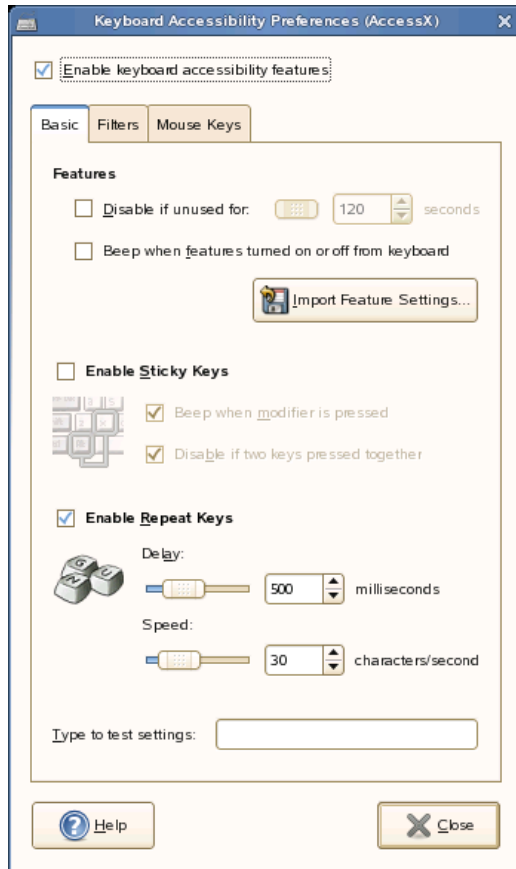 Keyboard Accessibility Preferences (AccessX)
Enable keyboard accessibility features
Basic Filters Mouse Keys
Features
Disable if unused for: 120 seconds
Beep when features turned on or off from keyboard
Import Feature Settings...
Enable Sticky Keys
Beep when modifier is pressed
Disable if two keys pressed together
Enable Repeat Keys
Delay:
500 milliseconds
Speed:
30 characters/second
Type to test settings:
Help Close